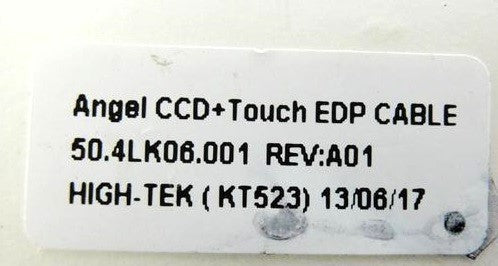 Angel CCD+Touch EDP CABLE
50.4LK06.001 REV:A01
HIGH-TEK ( KT523) 13/06/17